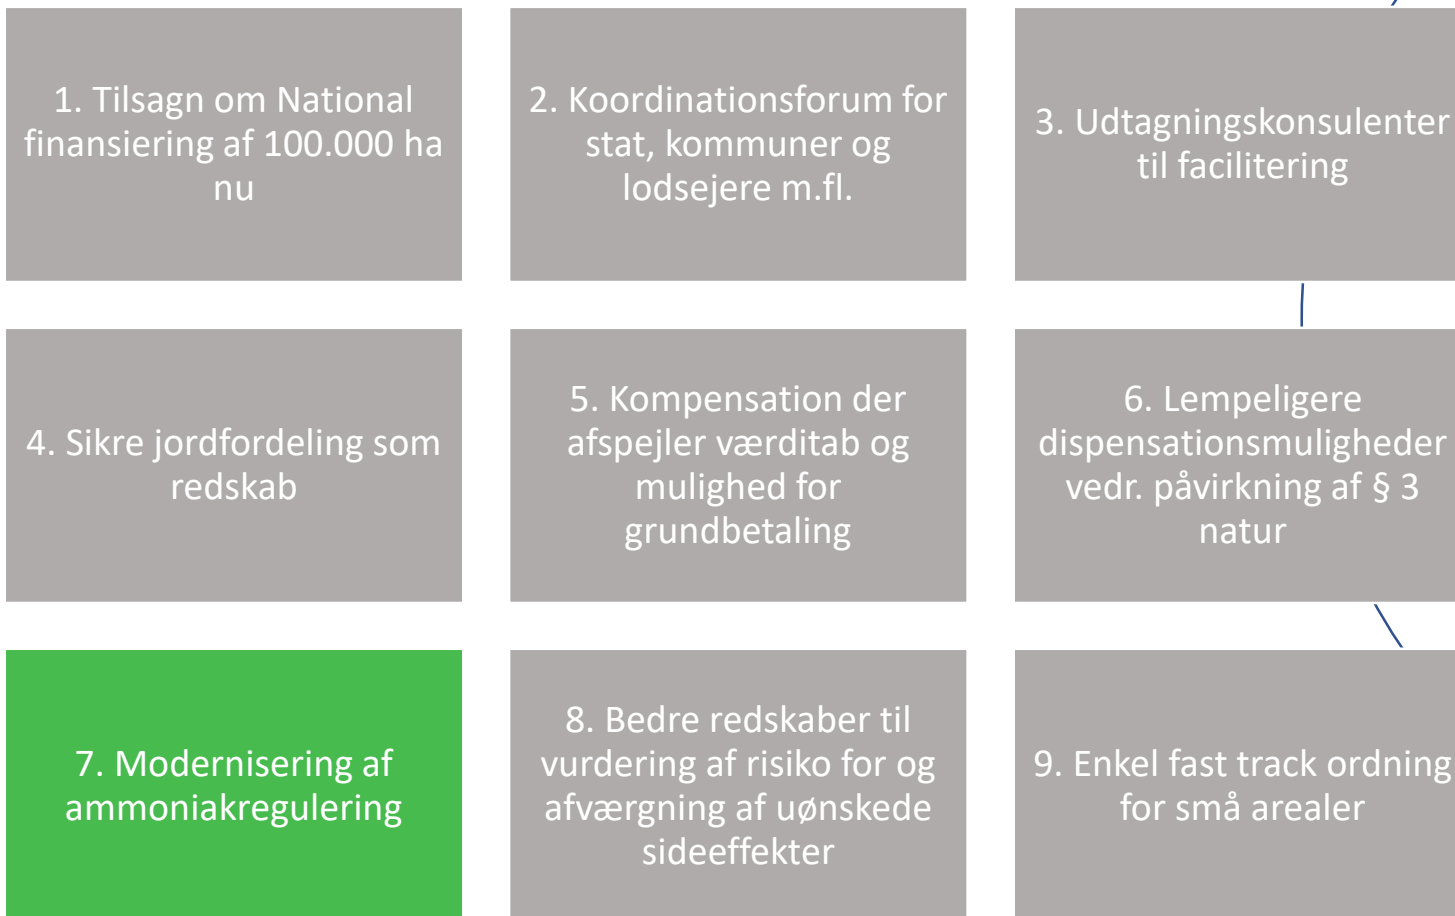 1. Tilsagn om National
finansiering af 100.000 ha
nu
2. Koordinationsforum for
stat, kommuner og
lodsejere m.fl.
3. Udtagningskonsulenter
til facilitering
4. Sikre jordfordeling som
redskab
5. Kompensation der
afspejler værditab og
mulighed for
grundbetaling
6. Lempeligere
dispensationsmuligheder
vedr. påvirkning af § 3
natur
7. Modernisering af
ammoniakregulering
8. Bedre redskaber til
vurdering af risiko for og
afværgning af uønskede
sideeffekter
9. Enkel fast track ordning
for små arealer